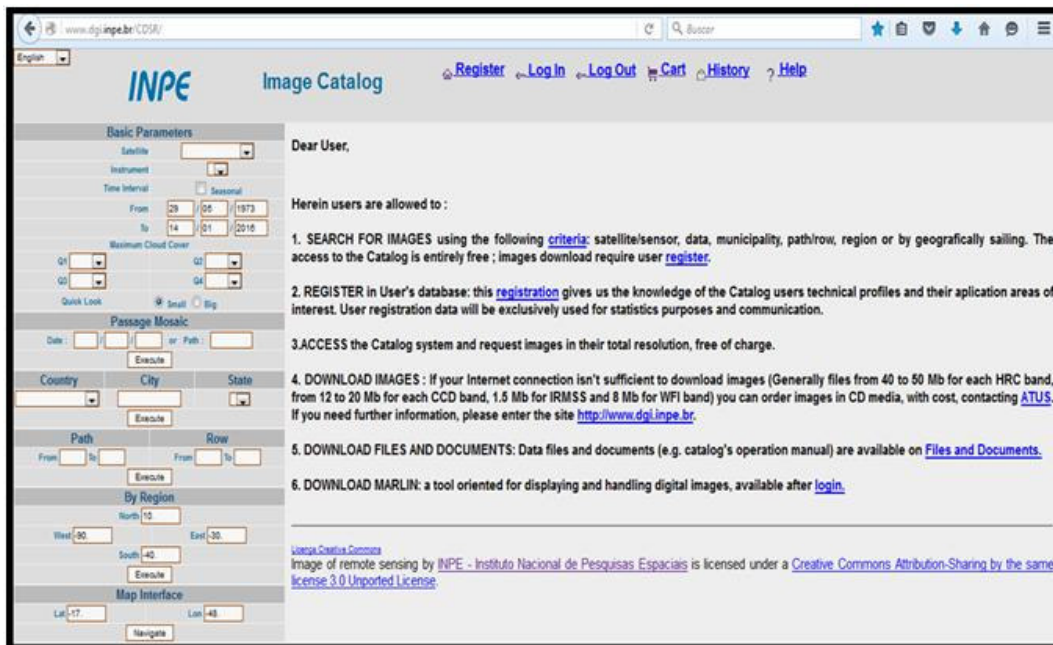 www.dgi.inpe.br/CDSR/
Buscar
English
INPE
Image Catalog
Register Log In Log Out Cart History ? Help
Basic Parameters
Satellite
Instrument
Time Interval Seasonal
From 29 / 05 / 1973
To 14 / 01 / 2016
Maximum Cloud Cover
Q1 Q2
Q3 Q4
Quick Look Small Big
Passage Mosaic
Date : / / or Path :
Execute
Country City State
Execute
Path Row
From To From To
Execute
By Region
North 10.
West -90. East -30.
South -40.
Execute
Map Interface
Lat -17. Lon -48.
Navigate
Dear User,
Herein users are allowed to :
1. SEARCH FOR IMAGES using the following criteria: satellite/sensor, data, municipality, path/row, region or by geografically sailing. The
access to the Catalog is entirely free ; images download require user register.
2. REGISTER in User's database: this registration gives us the knowledge of the Catalog users technical profiles and their aplication areas of
interest. User registration data will be exclusively used for statistics purposes and communication.
3.ACCESS the Catalog system and request images in their total resolution, free of charge.
4. DOWNLOAD IMAGES : If your Internet connection isn't sufficient to download images (Generally files from 40 to 50 Mb for each HRC band,
from 12 to 20 Mb for each CCD band, 1.5 Mb for IRMSS and 8 Mb for WFI band) you can order images in CD media, with cost, contacting ATUS.
If you need further information, please enter the site http://www.dgi.inpe.br.
5. DOWNLOAD FILES AND DOCUMENTS: Data files and documents (e.g. catalog's operation manual) are available on Files and Documents.
6. DOWNLOAD MARLIN: a tool oriented for displaying and handling digital images, available after login.
Licença Creative Commons
Image of remote sensing by INPE - Instituto Nacional de Pesquisas Espaciais is licensed under a Creative Commons Attribution-Sharing by the same
license 3.0 Unported License.